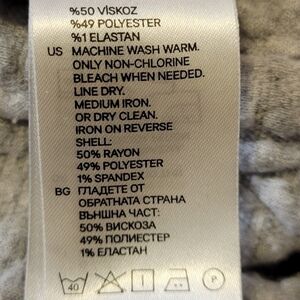 %50 VİSKOZ
%49 POLYESTER
%1 ELASTAN
US MACHINE WASH WARM.
ONLY NON-CHLORINE
BLEACH WHEN NEEDED.
LINE DRY.
MEDIUM IRON.
OR DRY CLEAN.
IRON ON REVERSE
SHELL:
50% RAYON
49% POLYESTER
1% SPANDEX
BG ГЛАДЕТЕ ОТ
ОБРАТНАТА СТРАНА
ВЪНШНА ЧАСТ:
50% ВИСКОЗА
49% ПОЛИЕСТЕР
1% ЕЛАСТАН
40 P